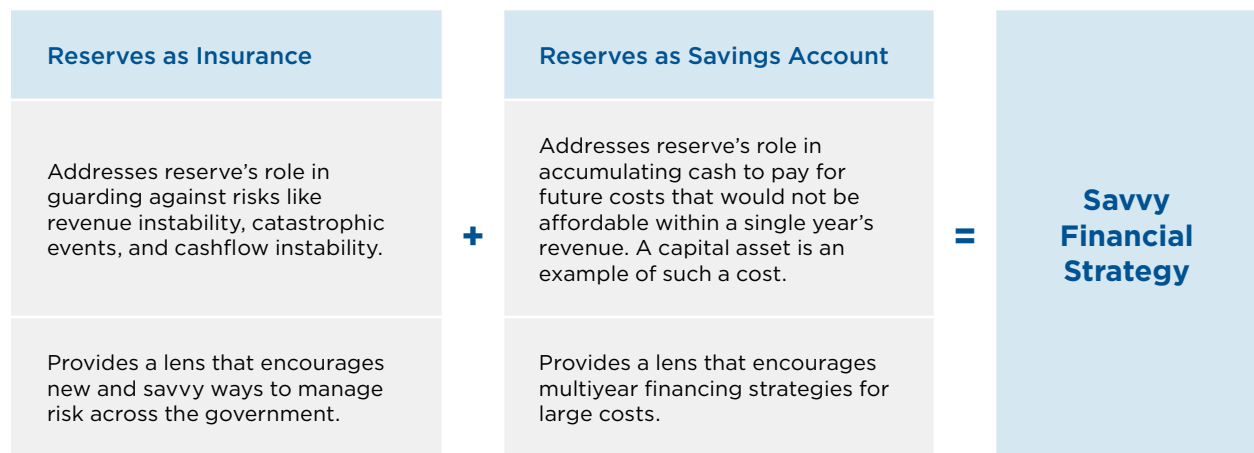 Reserves as Insurance
Addresses reserve’s role in
guarding against risks like
revenue instability, catastrophic
events, and cashflow instability.
Provides a lens that encourages
new and savvy ways to manage
risk across the government.
+
Reserves as Savings Account
Addresses reserve’s role in
accumulating cash to pay for
future costs that would not be
affordable within a single year’s
revenue. A capital asset is an
example of such a cost.
Provides a lens that encourages
multiyear financing strategies for
large costs.
=
Savvy
Financial
Strategy